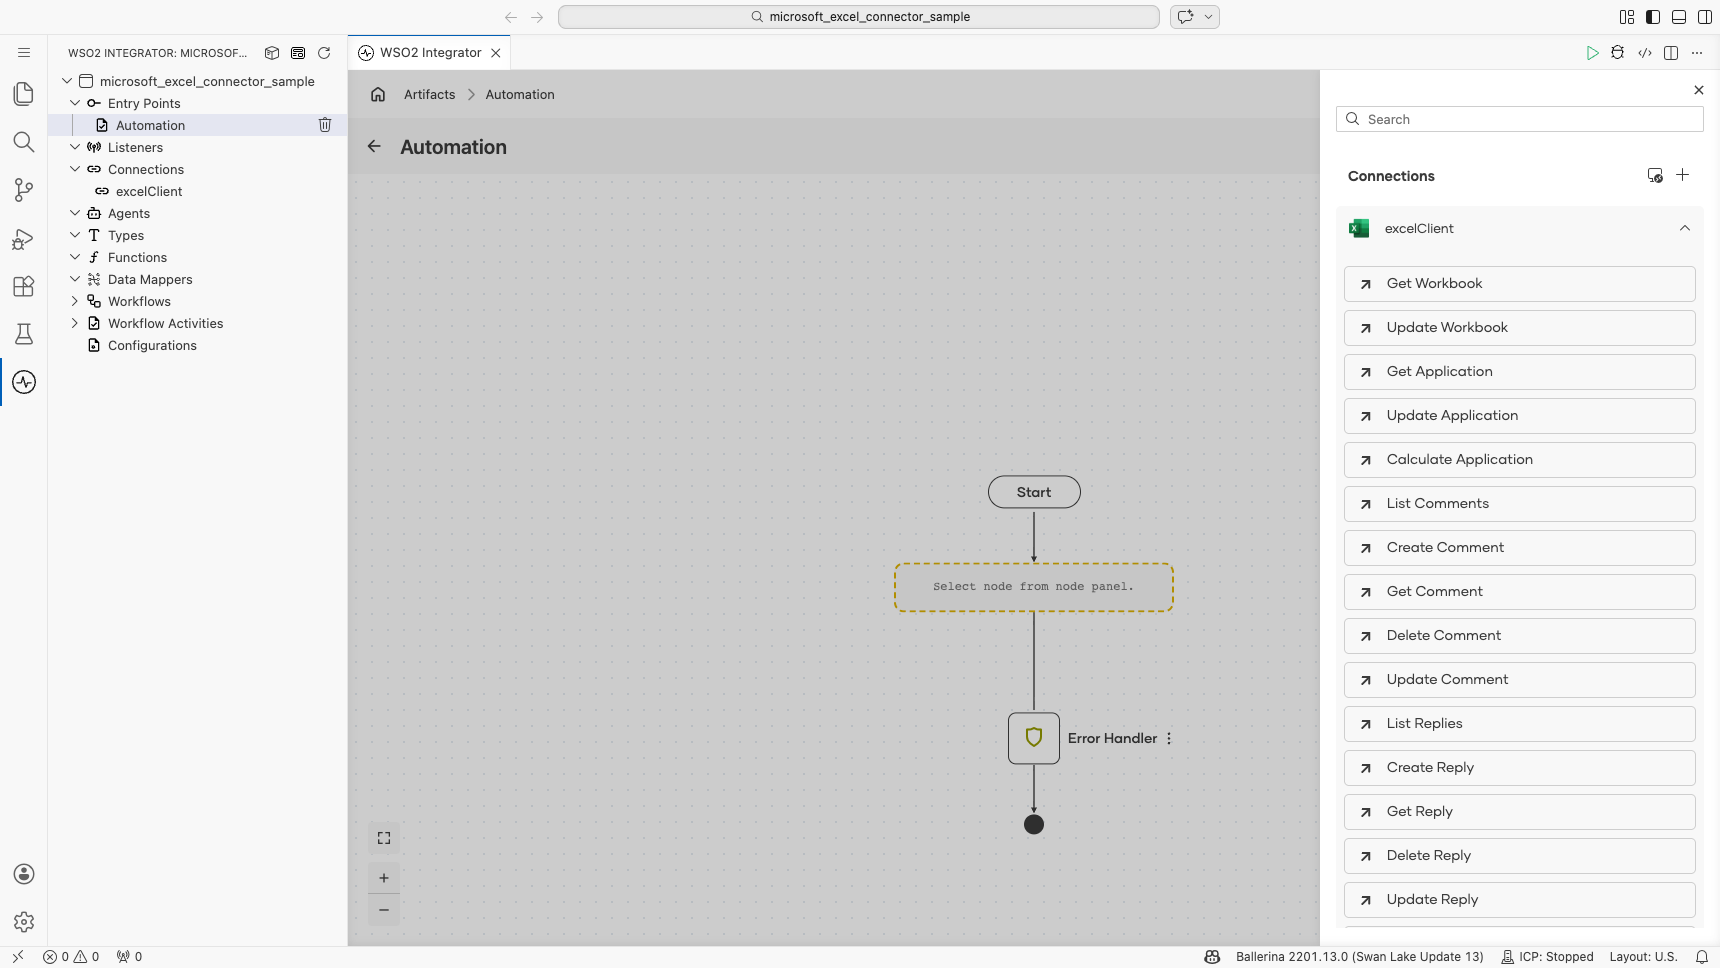 microsoft_excel_connector_sample
WSO2 INTEGRATOR: MICROSOF...
WSO2 Integrator
microsoft_excel_connector_sample
Entry Points
Automation
Listeners
Connections
excelClient
Agents
Types
Functions
Data Mappers
Workflows
Workflow Activities
Configurations
Artifacts
Automation
Automation
Start
Select node from node panel.
Error Handler
Search
Connections
excelClient
Get Workbook
Update Workbook
Get Application
Update Application
Calculate Application
List Comments
Create Comment
Get Comment
Delete Comment
Update Comment
List Replies
Create Reply
Get Reply
Delete Reply
Update Reply
0 0 0
Ballerina 2201.13.0 (Swan Lake Update 13)
ICP: Stopped
Layout: U.S.